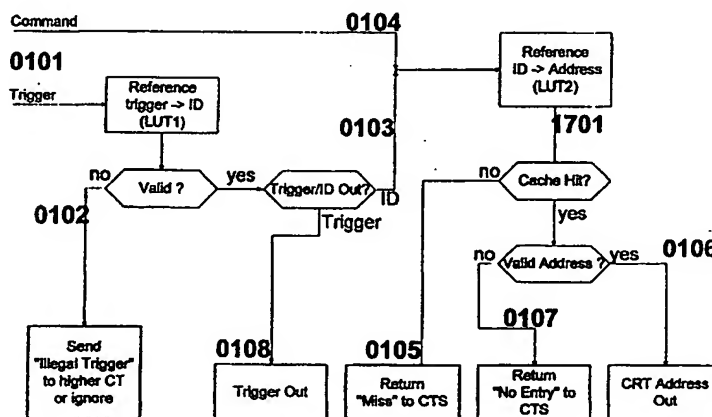 Command
0104
0101
Trigger
Reference
trigger -> ID
(LUT1)
Reference
ID -> Address
(LUT2)
0103
1701
no
Valid ?
yes
Trigger/ID Out?
ID
no
Cache Hit?
0102
Trigger
yes
no
Valid Address ?
yes
0106
0107
0108
0105
Send
"Illegal Trigger"
to higher CT
or ignore
Trigger Out
Return
"Miss" to CTS
Return
"No Entry" to
CTS
CRT Address
Out